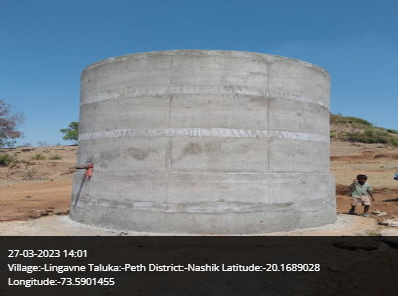 27-03-2023 14:01
Village:-Lingavne Taluka:-Peth District:-Nashik Latitude:-20.1689028
Longitude:-73.5901455